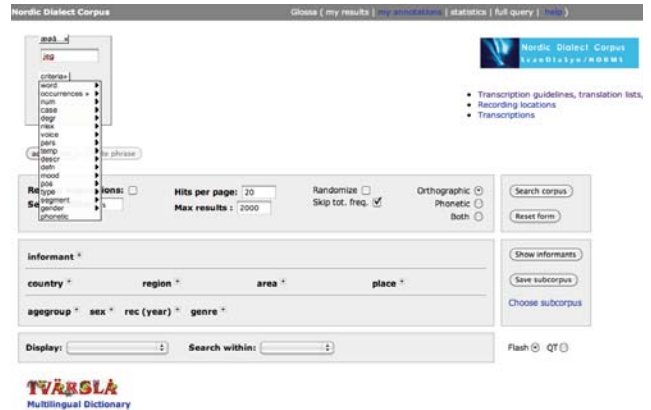 Nordic Dialect Corpus Glossa ( my results | my annotations | statistics | full query | help )
æøå
jeg
criteria»
word
occurrences »
num
case
degr
voice
pers
temp
descr
defn
mood
pos
type
segment
gender
phonetic
phrase
Nordic Dialect Corpus
ScanDiaSyn/NORMS
Transcription guidelines, translation lists,
Recording locations
Transcriptions
ions: Hits per page: 20 Randomize Orthographic Search corpus
Max results : 2000 Skip tot. freq. Phonetic
Both Reset form
informant Show informants
country region area place Save subcorpus
agegroup sex rec (year) genre Choose subcorpus
Display: Search within: Flash QT
TVÄRSLÅ
Multilingual Dictionary